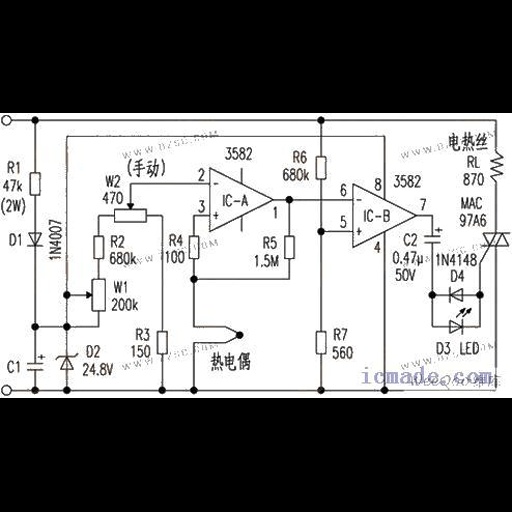 R1
47k
(2W)
D1
1N4007
C1
D2
24.8V
R2
680k
W1
200k
W2
470
(手动)
R3
150
R4
100
2
3
3582
IC-A
1
R5
1.5M
热电偶
R6
680k
R7
560
6
5
8
3582
IC-B
7
4
C2
0.47μ
50V
1N4148
D4
D3 LED
电热丝
RL
870
MAC
97A6
www.dzsc.com
icmade.com